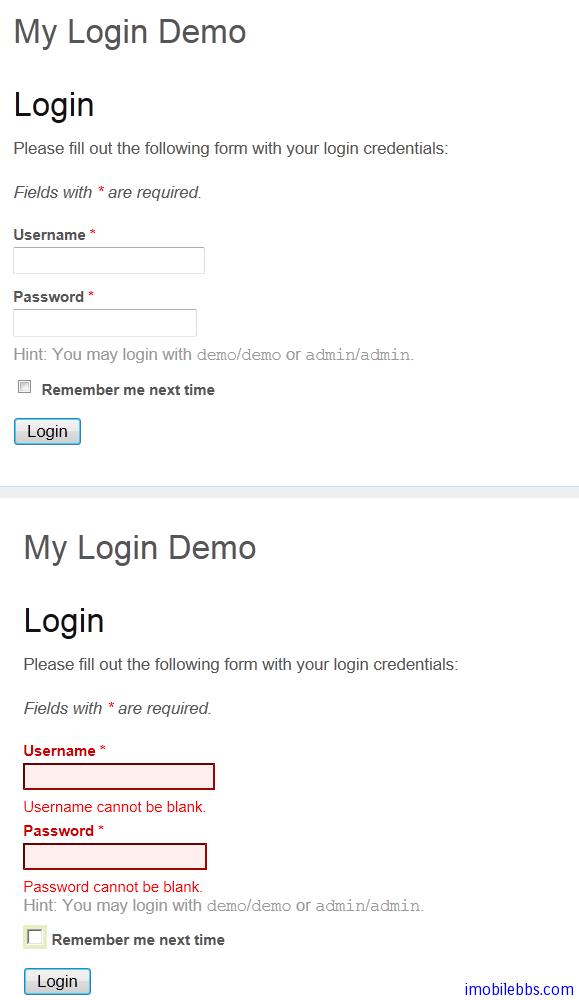 My Login Demo
Login
Please fill out the following form with your login credentials:
Fields with * are required.
Username *
Password *
Hint: You may login with demo/demo or admin/admin.
Remember me next time
Login
My Login Demo
Login
Please fill out the following form with your login credentials:
Fields with * are required.
Username *
Username cannot be blank.
Password *
Password cannot be blank.
Hint: You may login with demo/demo or admin/admin.
Remember me next time
Login
imobilebbs.com